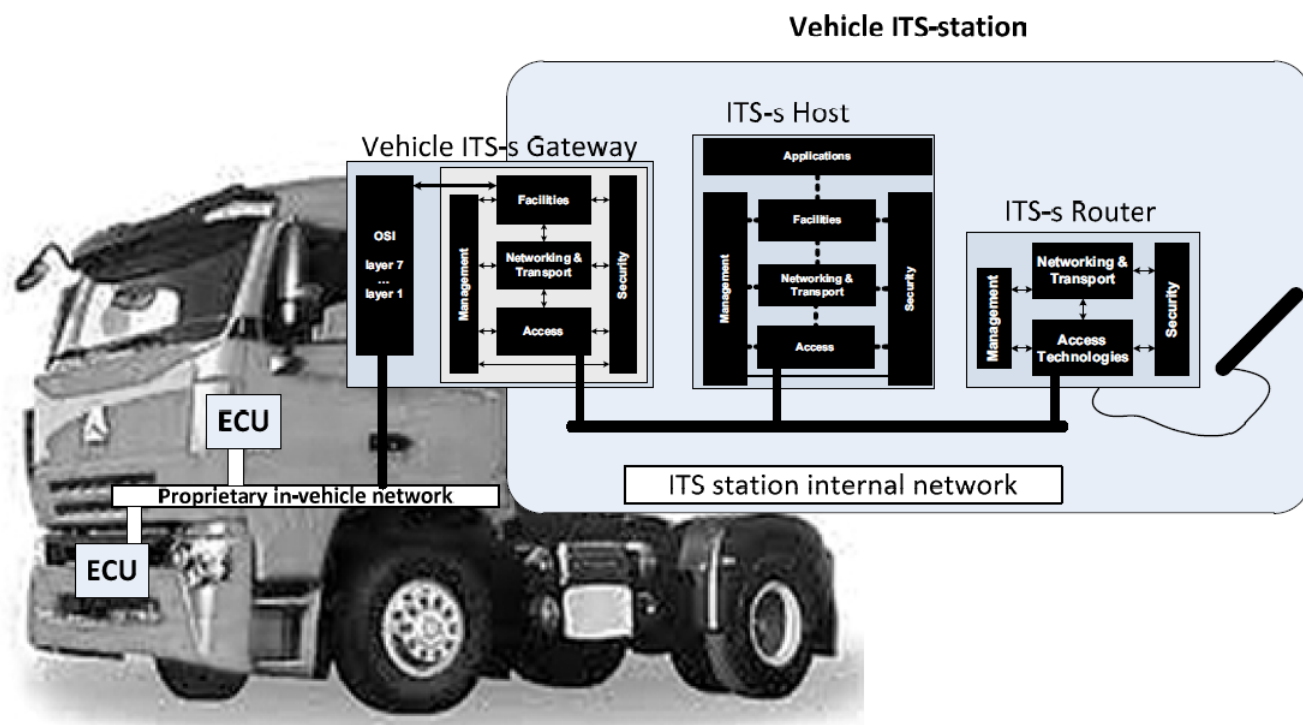 Vehicle ITS-station
ITS-s Host
Vehicle ITS-s Gateway
ITS-s Router
OSI
layer 7
...
layer 1
Management
Facilities
Networking &
Transport
Access
Security
Applications
Management
Facilities
Networking &
Transport
Access
Security
Management
Networking &
Transport
Access
Technologies
Security
ECU
Proprietary in-vehicle network
ECU
ITS station internal network